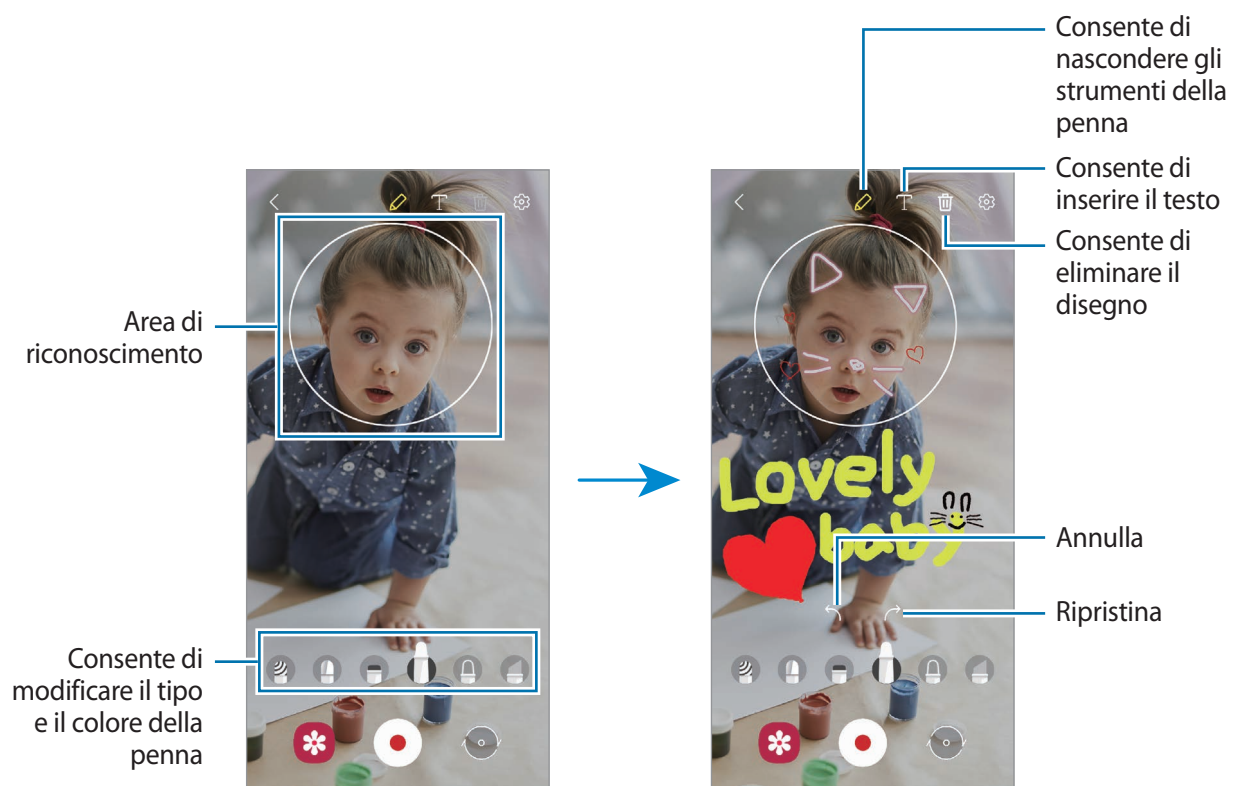 Consente di
nascondere gli
strumenti della
penna
Consente di
inserire il testo
Consente di
eliminare il
disegno
Area di
riconoscimento
Lovely
baby
Annulla
Ripristina
Consente di
modificare il tipo
e il colore della
penna